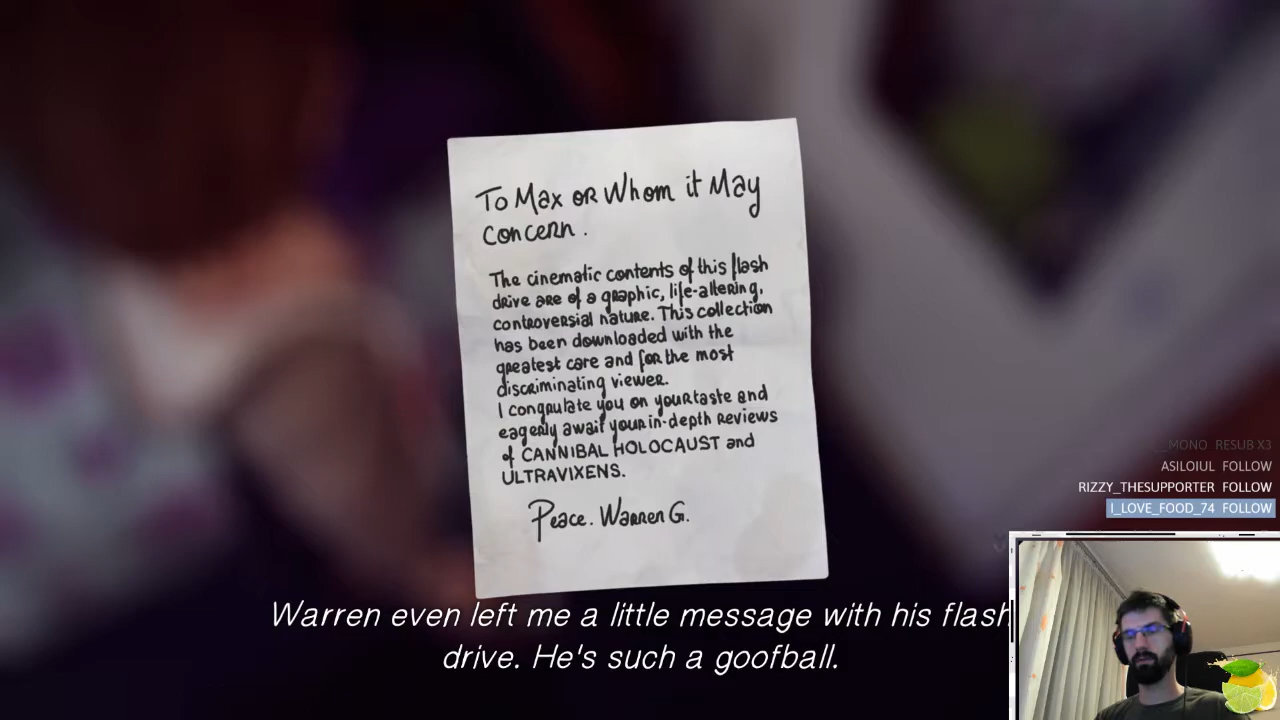 To Max or Whom it May
Concern.
The cinematic contents of this flash
drive are of a graphic, life-altering,
controversial nature. This collection
has been downloaded with the
greatest care and for the most
discriminating viewer.
I congrulate you on your taste and
eagerly await your in-depth reviews
of CANNIBAL HOLOCAUST and
ULTRAVIXENS.
Peace. Warren G.
Warren even left me a little message with his flash
drive. He's such a goofball.
_MONO RESUB X3
ASILOIUL FOLLOW
RIZZY_THESUPPORTER FOLLOW
I_LOVE_FOOD_74 FOLLOW